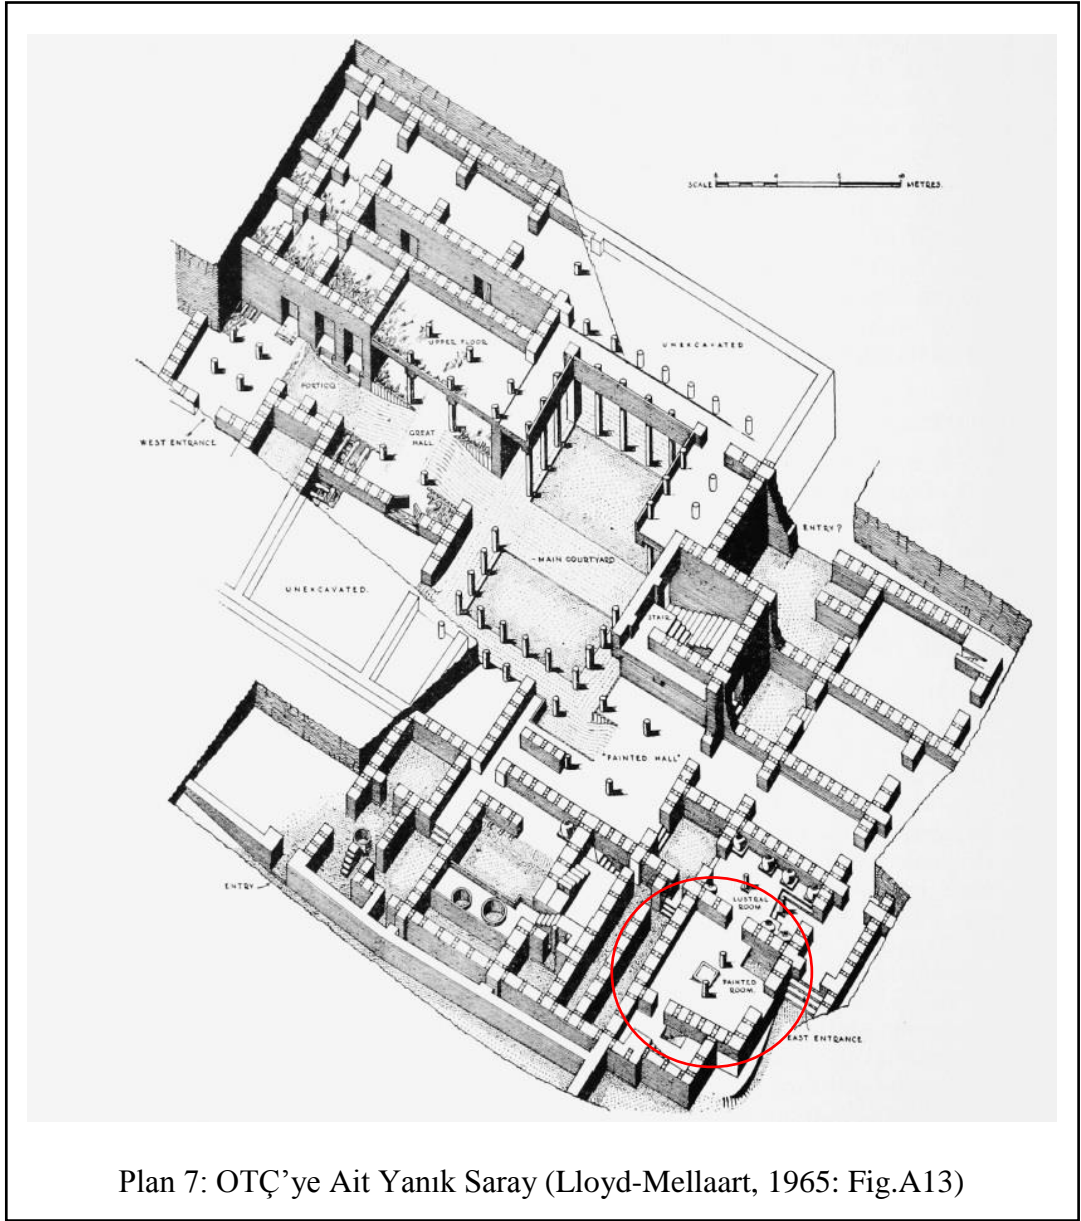 SCALE
METRES.
UNEXCAVATED
UPPER FLOOR
PORTICO
WEST ENTRANCE
GREAT
HALL
ENTRY?
MAIN COURTYARD
UNEXCAVATED.
STAIR
"PAINTED HALL"
ENTRY
LUSTRAL
ROOM
PAINTED
ROOM.
EAST ENTRANCE
Plan 7: OTÇ’ye Ait Yanık Saray (Lloyd-Mellaart, 1965: Fig.A13)